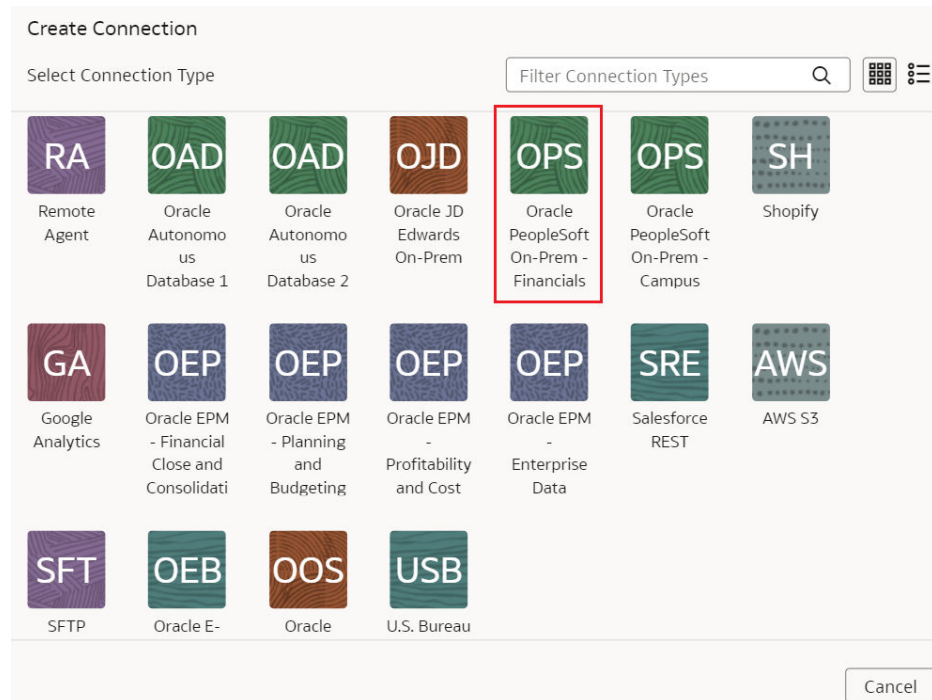 Create Connection
Select Connection Type
Filter Connection Types
RA
OAD
OAD
OJD
OPS
OPS
SH
Remote
Agent
Oracle
Autonomo
us
Database 1
Oracle
Autonomo
us
Database 2
Oracle JD
Edwards
On-Prem
Oracle
PeopleSoft
On-Prem -
Financials
Oracle
PeopleSoft
On-Prem -
Campus
Shopify
GA
OEP
OEP
OEP
OEP
SRE
AWS
Google
Analytics
Oracle EPM
- Financial
Close and
Consolidati
Oracle EPM
- Planning
and
Budgeting
Oracle EPM
-
Profitability
and Cost
Oracle EPM
-
Enterprise
Data
Salesforce
REST
AWS S3
SFT
OEB
OOS
USB
SFTP
Oracle E-
Oracle
U.S. Bureau
Cancel